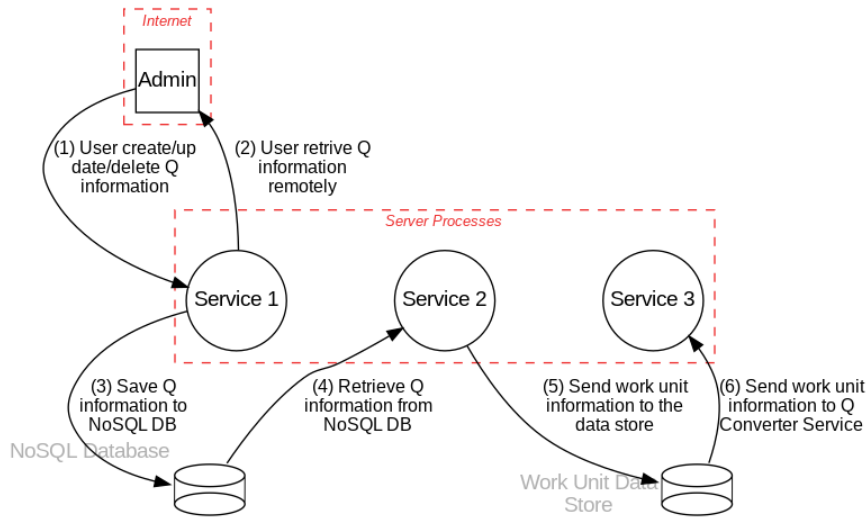 Internet
Admin
(1) User create/up
date/delete Q
information
(2) User retrive Q
information
remotely
Server Processes
Service 1
Service 2
Service 3
(3) Save Q
information to
NoSQL DB
(4) Retrieve Q
information from
NoSQL DB
(5) Send work unit
information to the
data store
(6) Send work unit
information to Q
Converter Service
NoSQL Database
Work Unit Data
Store